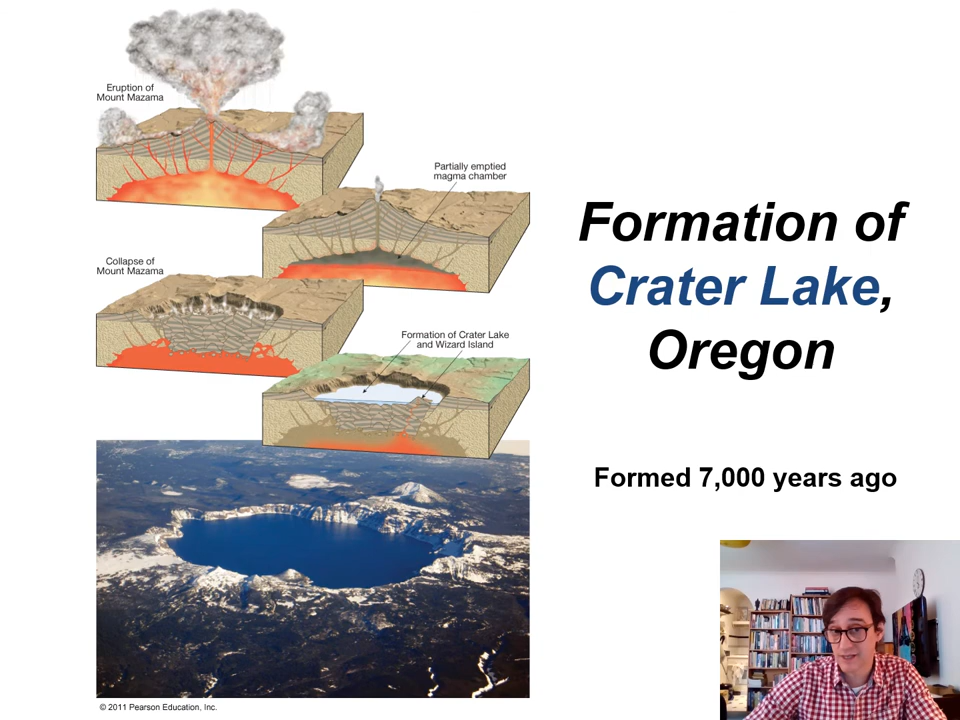 Eruption of
Mount Mazama
Partially emptied
magma chamber
Collapse of
Mount Mazama
Formation of Crater Lake
and Wizard Island
Formation of
Crater Lake,
Oregon
Formed 7,000 years ago
© 2011 Pearson Education, Inc.